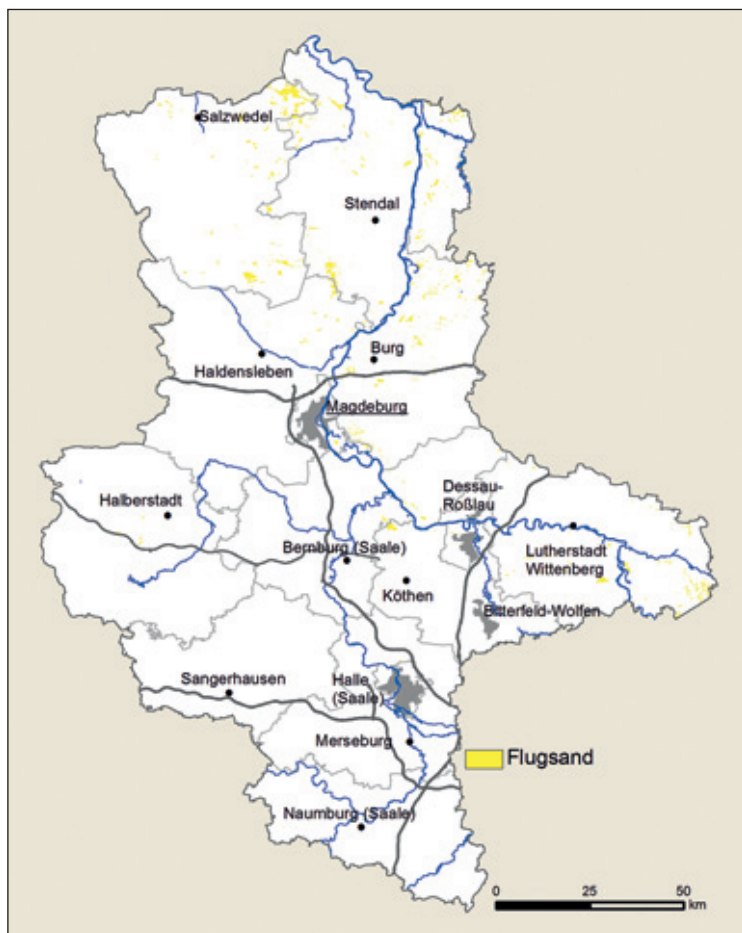 Salzwedel
Stendal
Burg
Haldensleben
Magdeburg
Dessau-
Roßlau
Halberstadt
Lutherstadt
Wittenberg
Bernburg (Saale)
Köthen
Bitterfeld-Wolfen
Sangerhausen
Halle
(Saale)
Merseburg
Flugsand
Naumburg (Saale)
0 25 50
km